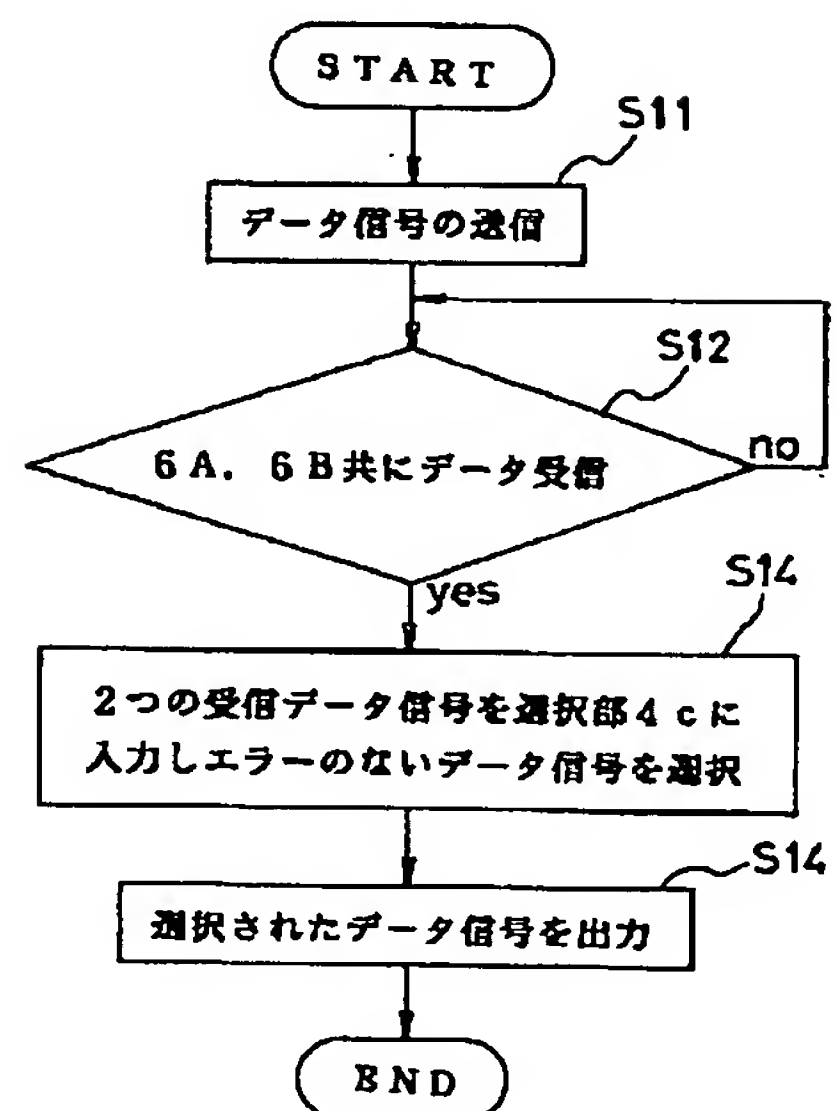 START
S11
データ信号の送信
S12
6A．6B共にデータ受信
no
yes
S14
2つの受信データ信号を選択部4cに
入力しエラーのないデータ信号を選択
S14
選択されたデータ信号を出力
END